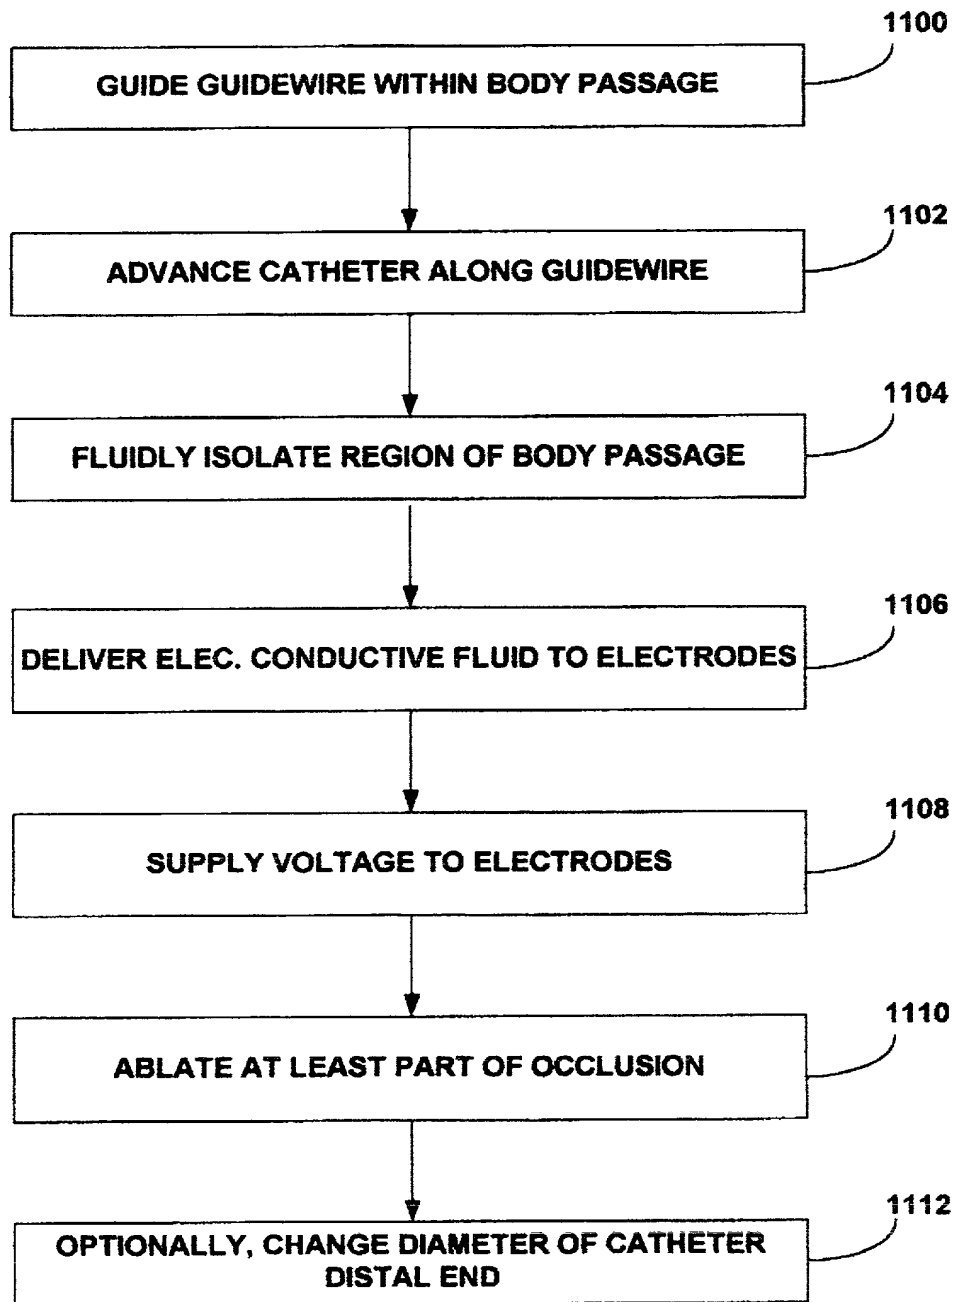 1100
GUIDE GUIDEWIRE WITHIN BODY PASSAGE
1102
ADVANCE CATHETER ALONG GUIDEWIRE
1104
FLUIDLY ISOLATE REGION OF BODY PASSAGE
1106
DELIVER ELEC. CONDUCTIVE FLUID TO ELECTRODES
1108
SUPPLY VOLTAGE TO ELECTRODES
1110
ABLATE AT LEAST PART OF OCCLUSION
1112
OPTIONALLY, CHANGE DIAMETER OF CATHETER
DISTAL END